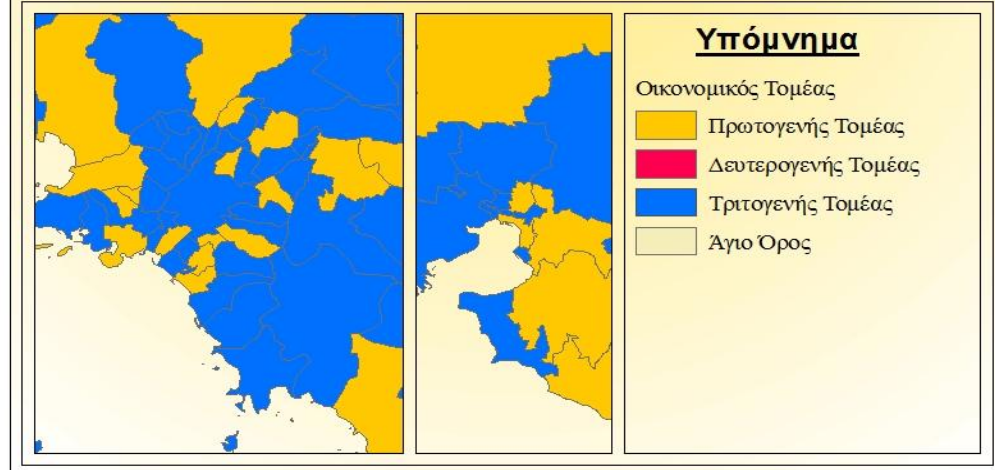 Υπόμνημα
Οικονομικός Τομέας
Πρωτογενής Τομέας
Δευτερογενής Τομέας
Τριτογενής Τομέας
Άγιο Όρος